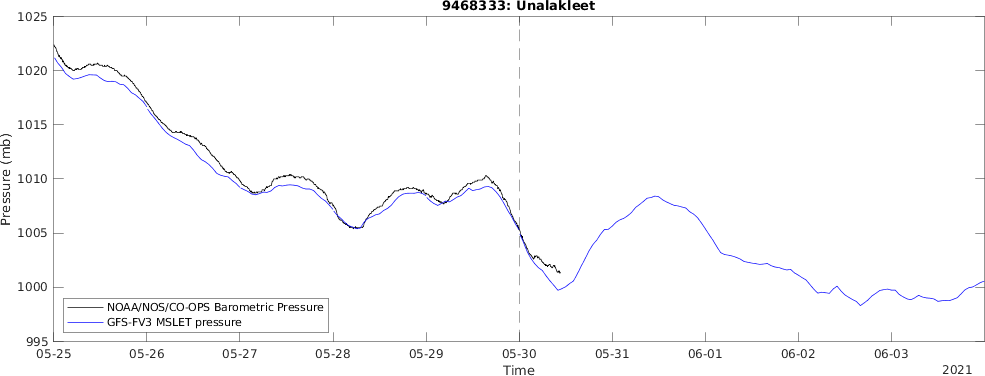 9468333: Unalakleet
1025
1020
1015
1010
1005
1000
995
Pressure (mb)
NOAA/NOS/CO-OPS Barometric Pressure
GFS-FV3 MSLET pressure
05-25 05-26 05-27 05-28 05-29 05-30 05-31 06-01 06-02 06-03
Time
2021